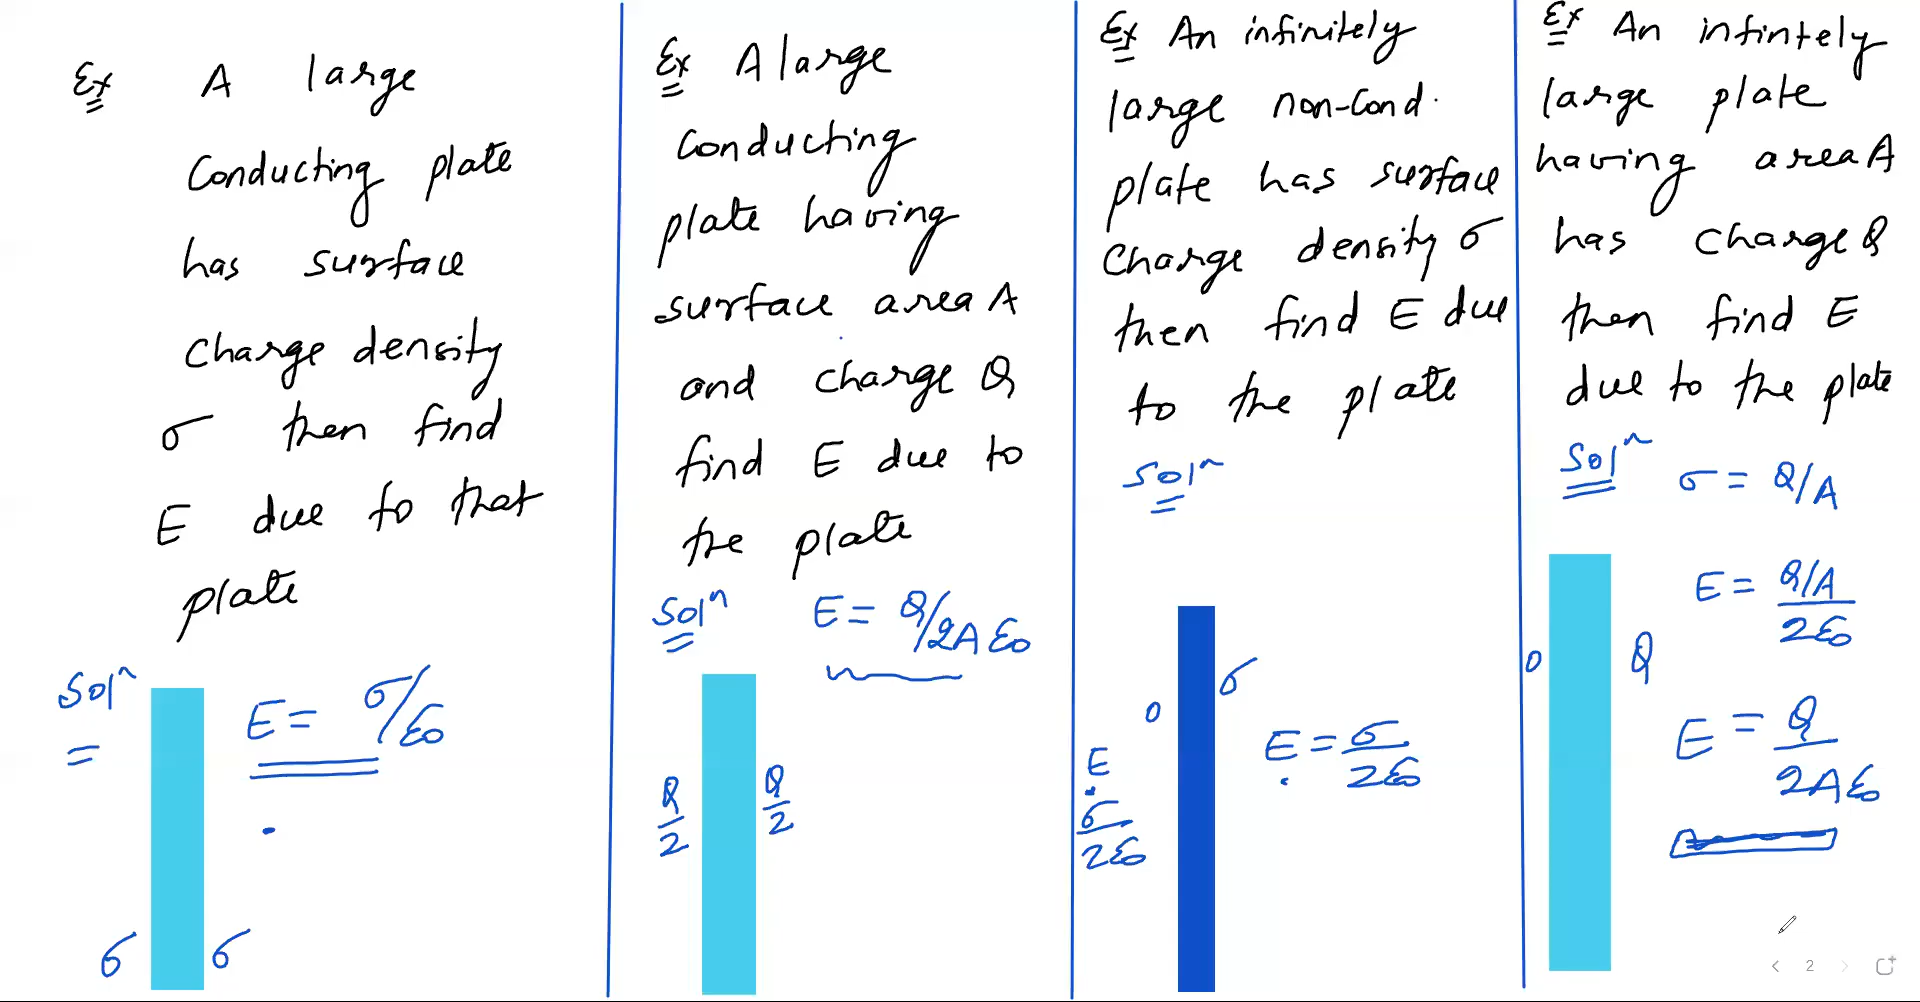 Ex A large
Conducting plate
has surface
charge density
σ then find
E due to that
plate
Solⁿ
E = σ/ε₀
σ σ
Ex A large
Conducting
plate having
surface area A
and charge Q
find E due to
the plate
Solⁿ E = Q/2Aε₀
Q/2 Q/2
Ex An infinitely
large non-Cond.
plate has surface
Charge density σ
then find E due
to the plate
Solⁿ
0 σ
E
σ/2ε₀
E = σ/2ε₀
Ex An infintely
large plate
having area A
has charge Q
then find E
due to the plate
Solⁿ σ = Q/A
E = Q/A/2ε₀
0 Q
E = Q/2Aε₀
< 2 >